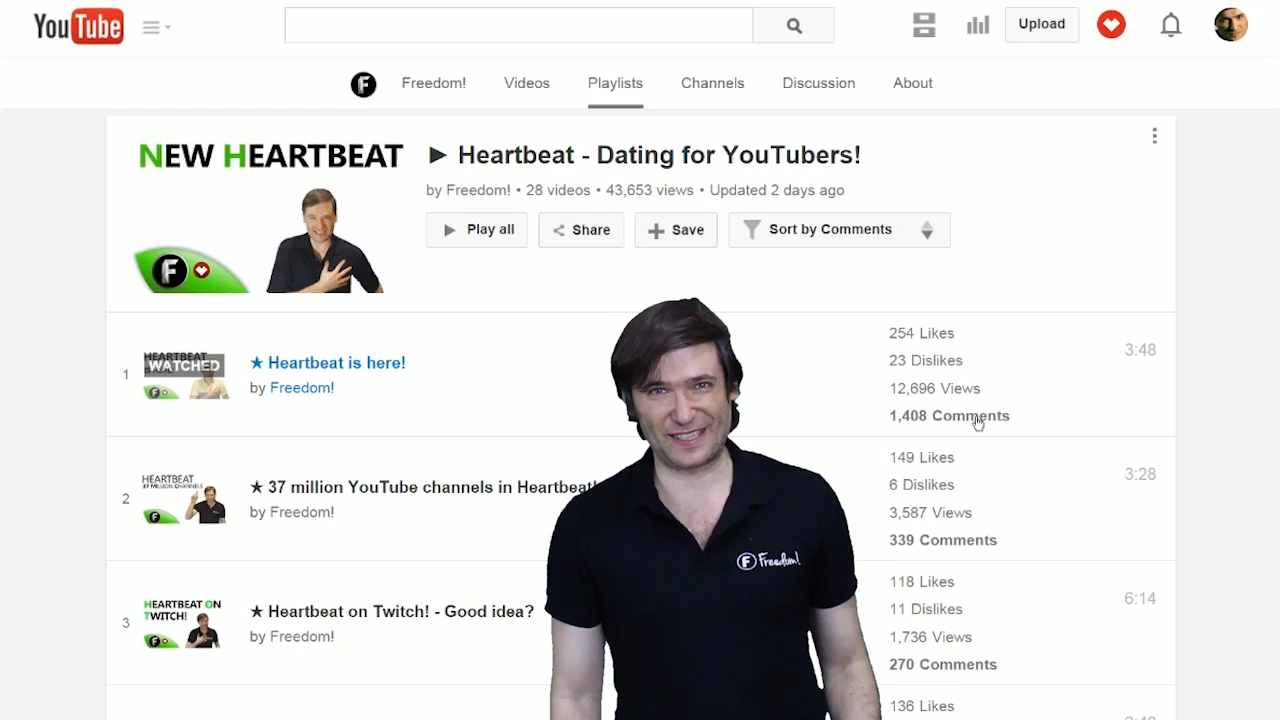 YouTube
Upload
F Freedom! Videos Playlists Channels Discussion About
NEW HEARTBEAT
► Heartbeat - Dating for YouTubers!
by Freedom! • 28 videos • 43,653 views • Updated 2 days ago
Play all Share Save Sort by Comments
F
254 Likes
1 HEARTBEAT WATCHED ★ Heartbeat is here! 23 Dislikes 3:48
by Freedom! 12,696 Views
1,408 Comments
149 Likes
2 HEARTBEAT 37 MILLION CHANNELS ★ 37 million YouTube channels in Heartbeat! 6 Dislikes 3:28
by Freedom! 3,587 Views
339 Comments
F Freedom!
118 Likes
3 HEARTBEAT ON TWITCH! ★ Heartbeat on Twitch! - Good idea? 11 Dislikes 6:14
by Freedom! 1,736 Views
270 Comments
136 Likes